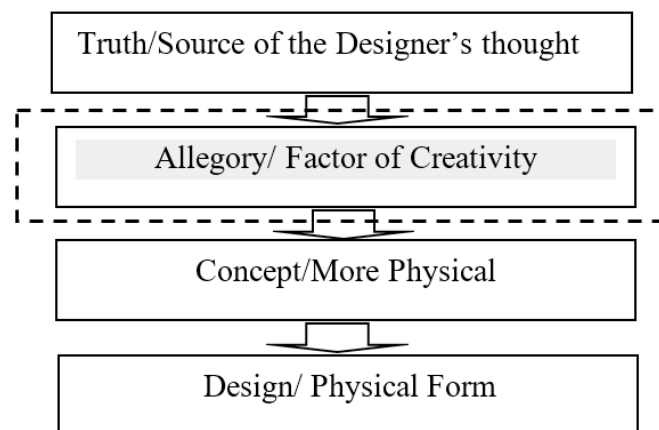 Truth/Source of the Designer’s thought
Allegory/ Factor of Creativity
Concept/More Physical
Design/ Physical Form